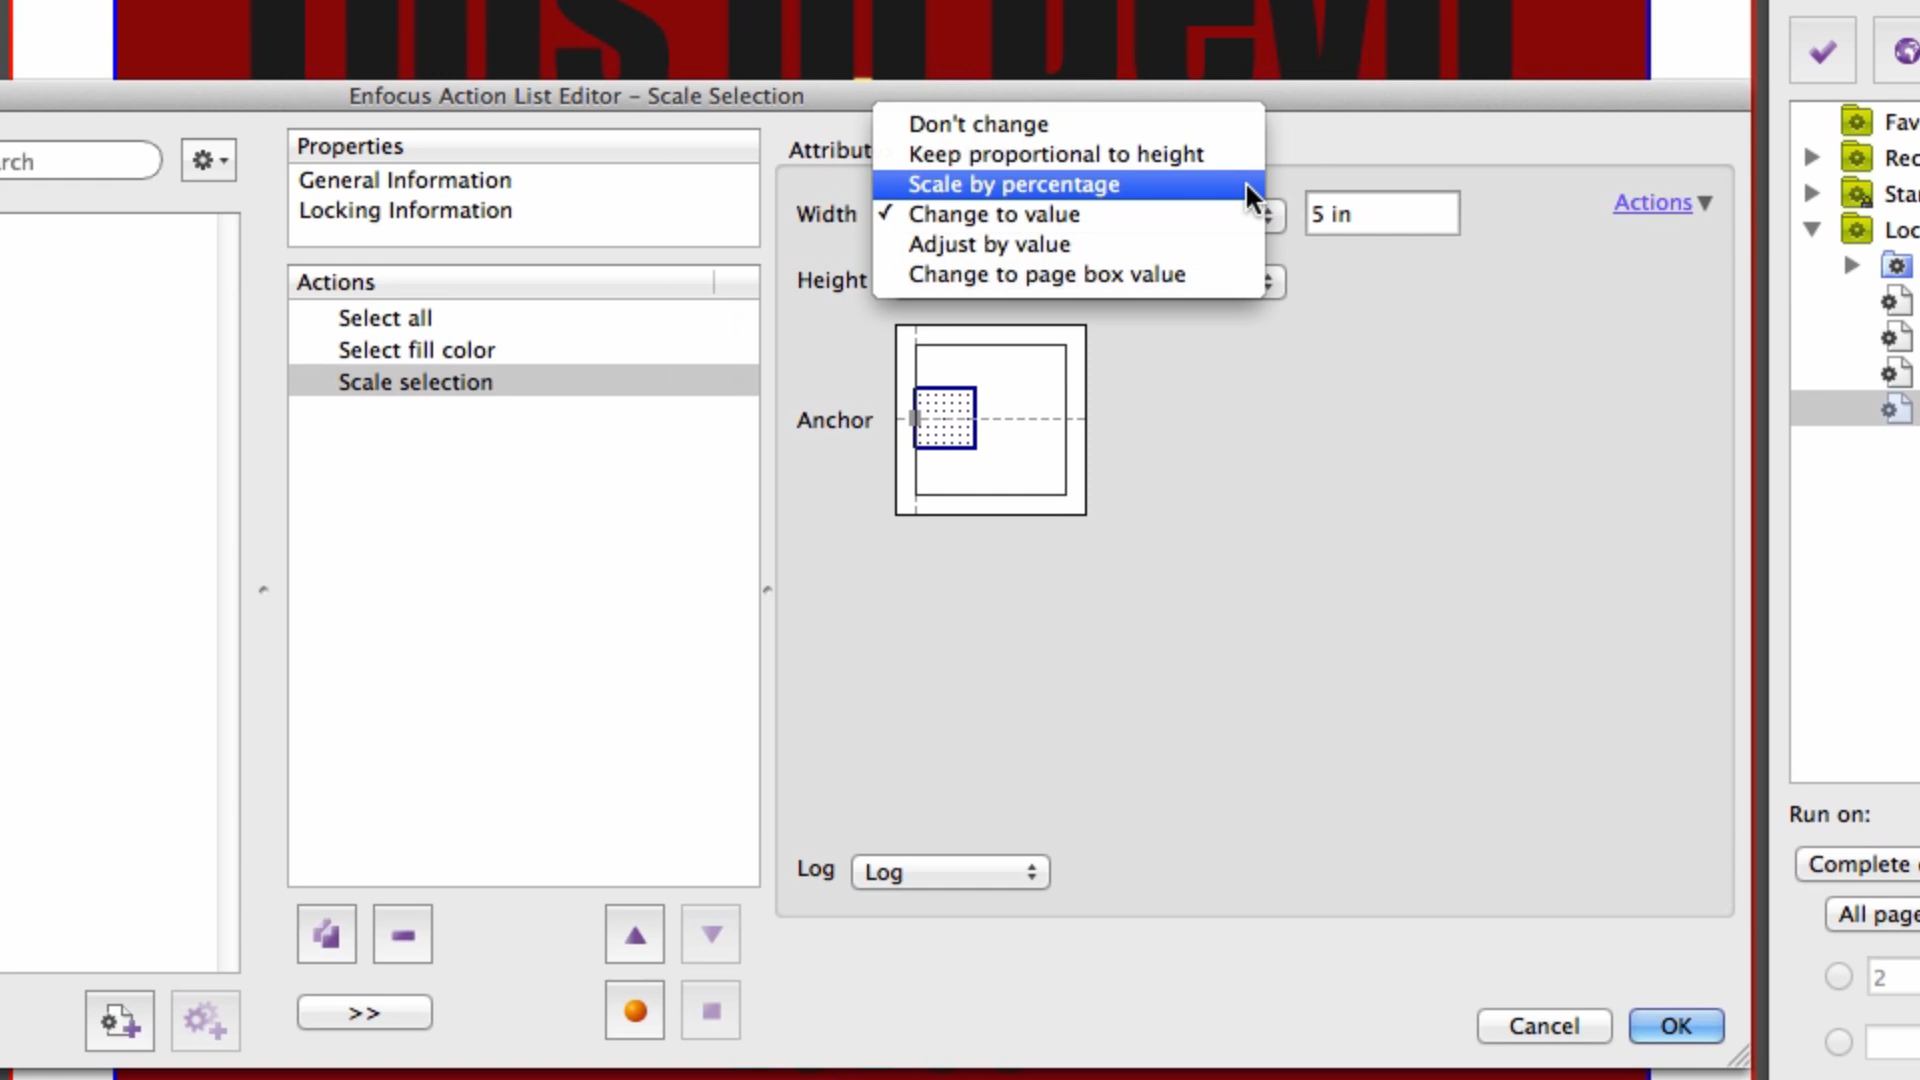 Enfocus Action List Editor – Scale Selection
rch
Properties
General Information
Locking Information
Actions
Select all
Select fill color
Scale selection
>>
Attribut
Width
Don't change
Keep proportional to height
Scale by percentage
✓ Change to value
Adjust by value
Change to page box value
5 in
Actions ▼
Height
Anchor
Log
Log
Cancel
OK
Fav
Rec
Star
Loc
Run on:
Complete
All page
2